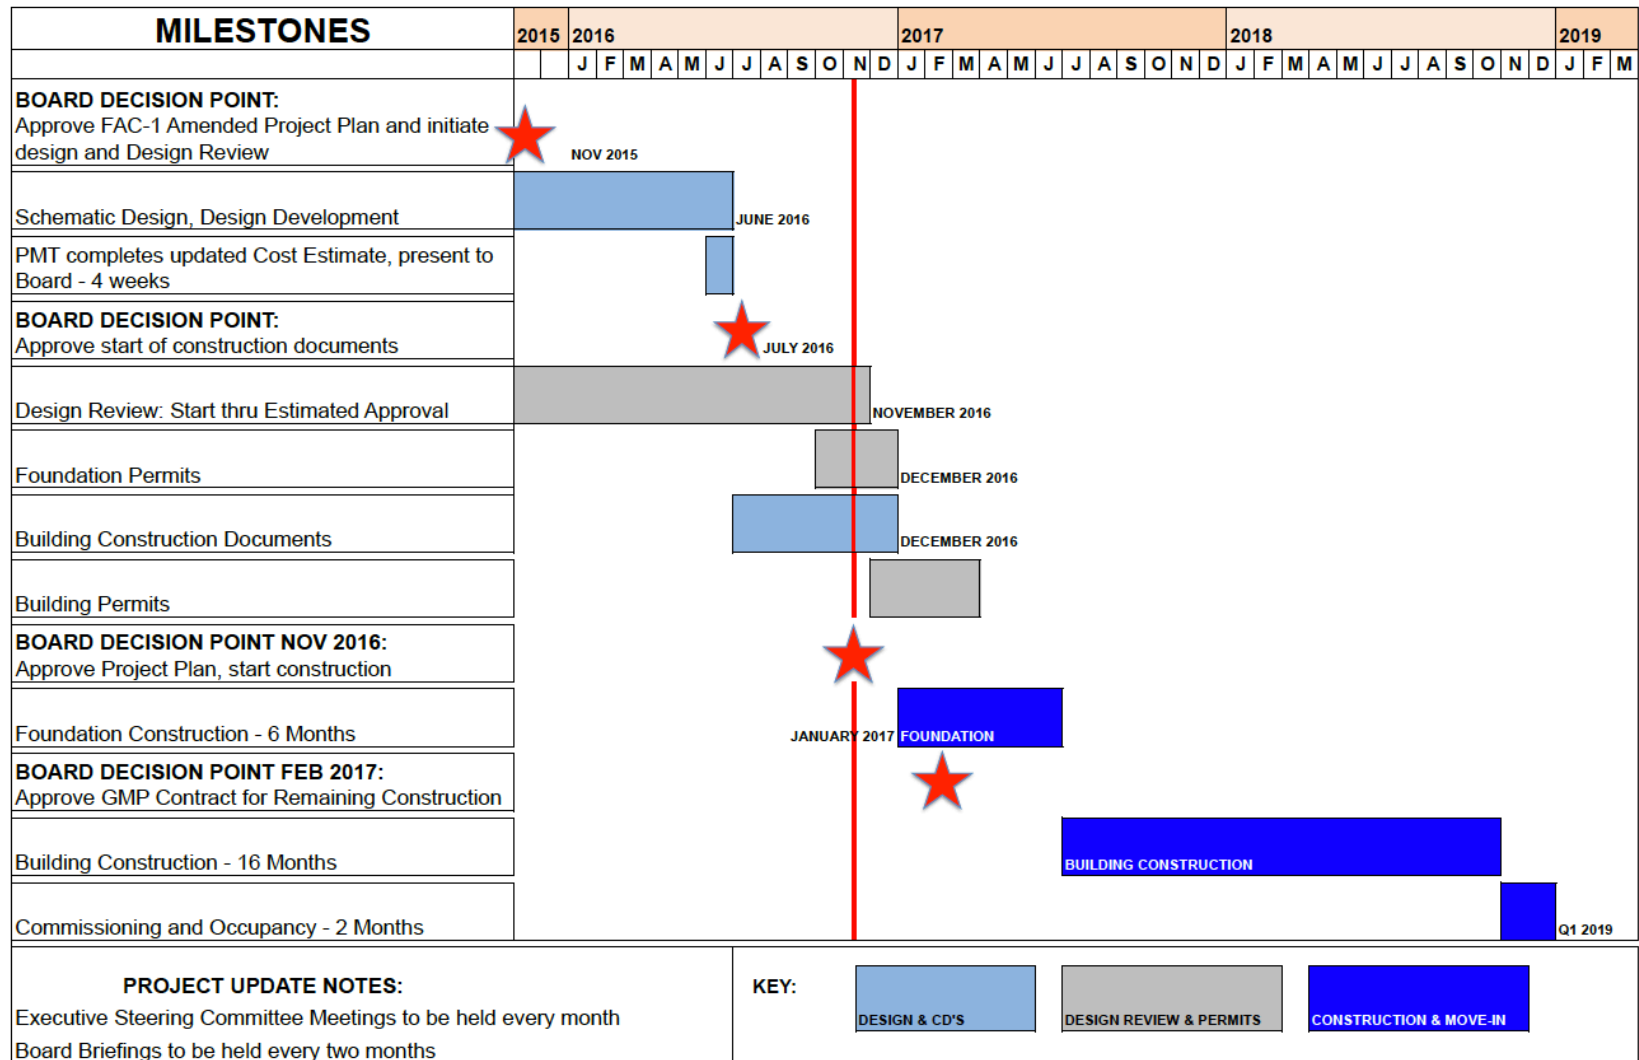 MILESTONES
2015 2016 2017 2018 2019
J F M A M J J A S O N D J F M A M J J A S O N D J F M A M J J A S O N D J F M
BOARD DECISION POINT:
Approve FAC-1 Amended Project Plan and initiate
design and Design Review
NOV 2015
Schematic Design, Design Development
JUNE 2016
PMT completes updated Cost Estimate, present to
Board - 4 weeks
BOARD DECISION POINT:
Approve start of construction documents
JULY 2016
Design Review: Start thru Estimated Approval
NOVEMBER 2016
Foundation Permits
DECEMBER 2016
Building Construction Documents
DECEMBER 2016
Building Permits
BOARD DECISION POINT NOV 2016:
Approve Project Plan, start construction
Foundation Construction - 6 Months
JANUARY 2017 FOUNDATION
BOARD DECISION POINT FEB 2017:
Approve GMP Contract for Remaining Construction
Building Construction - 16 Months
BUILDING CONSTRUCTION
Commissioning and Occupancy - 2 Months
Q1 2019
PROJECT UPDATE NOTES:
Executive Steering Committee Meetings to be held every month
Board Briefings to be held every two months
KEY:
DESIGN & CD'S
DESIGN REVIEW & PERMITS
CONSTRUCTION & MOVE-IN